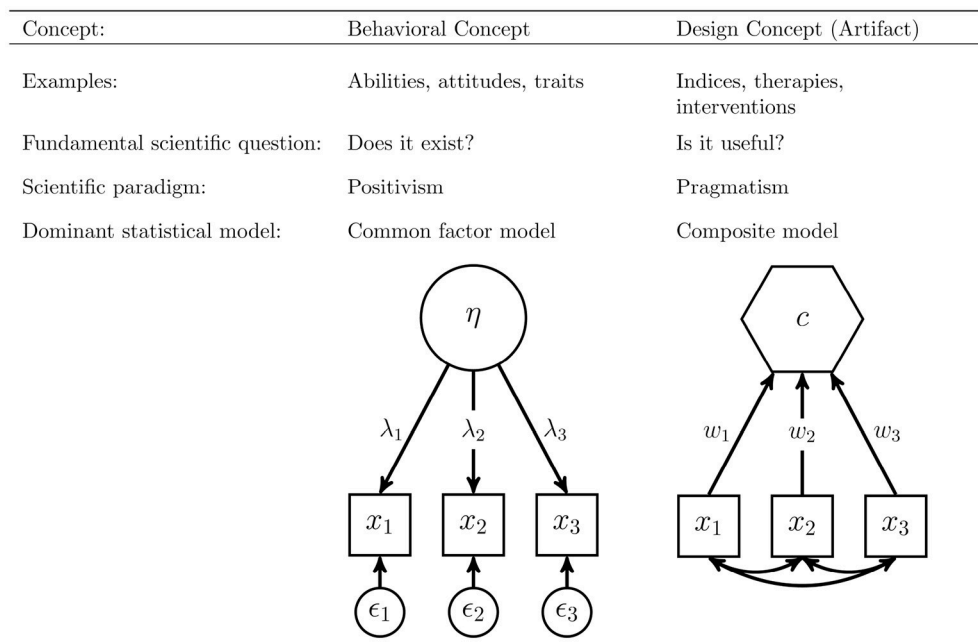 Concept: Behavioral Concept Design Concept (Artifact)
Examples: Abilities, attitudes, traits Indices, therapies,
interventions
Fundamental scientific question: Does it exist? Is it useful?
Scientific paradigm: Positivism Pragmatism
Dominant statistical model: Common factor model Composite model
η c
λ₁ λ₂ λ₃ w₁ w₂ w₃
x₁ x₂ x₃ x₁ x₂ x₃
ϵ₁ ϵ₂ ϵ₃